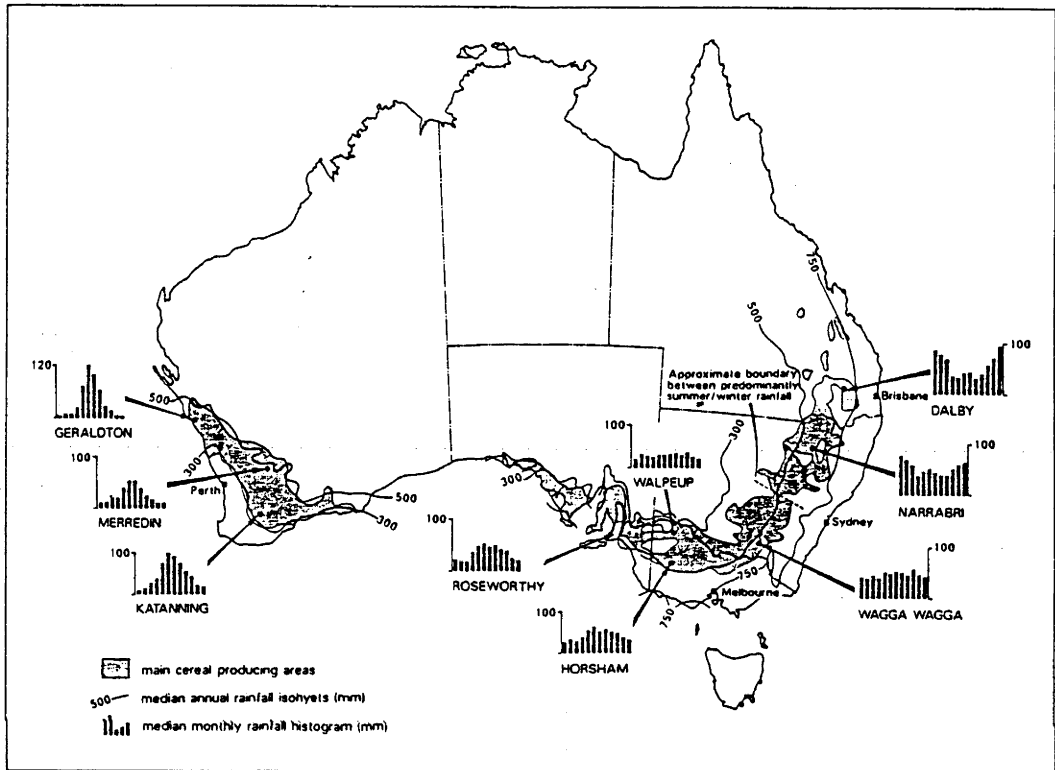 750
500
100
Brisbane
DALBY
Approximate boundary
between predominantly
summer/winter rainfall
120
500
GERALDTON
300
100
100
NARRABRI
100
300
WALPEUP
Perth
MERREDIN
500
300
300
Sydney
100
KATANNING
100
ROSEWORTHY
100
WAGGA WAGGA
750
Melbourne
100
750
HORSHAM
main cereal producing areas
500
median annual rainfall isohyets (mm)
median monthly rainfall histogram (mm)